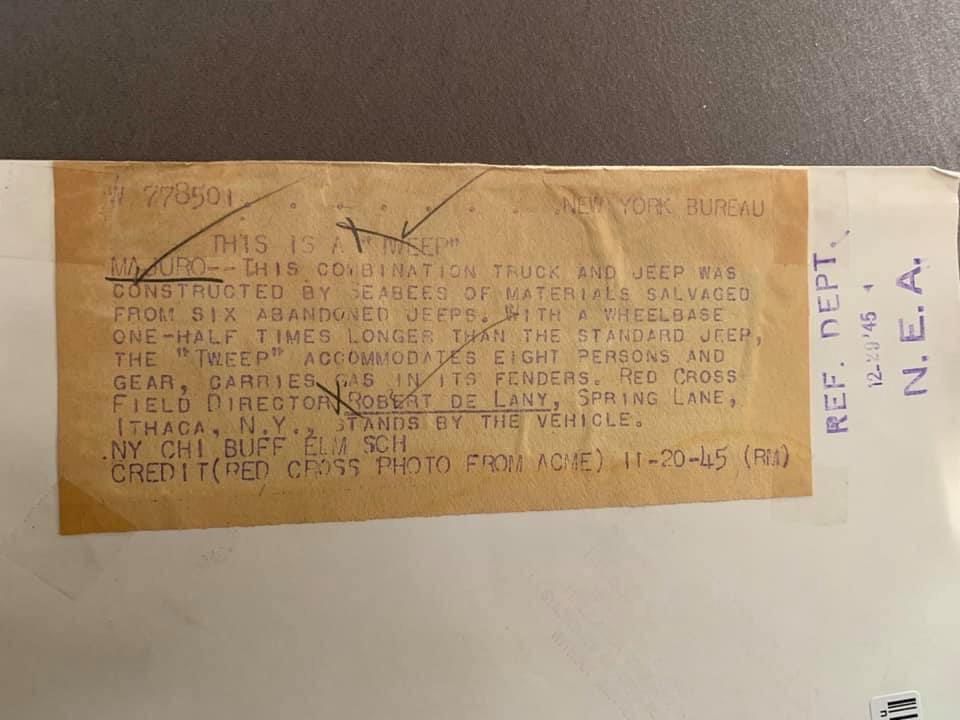 W 778501. . . . . . . . NEW YORK BUREAU
THIS IS A "TWEEP"
MAJURO--THIS COMBINATION TRUCK AND JEEP WAS
CONSTRUCTED BY SEABEES OF MATERIALS SALVAGED
FROM SIX ABANDONED JEEPS. WITH A WHEELBASE
ONE-HALF TIMES LONGER THAN THE STANDARD JEEP,
THE "TWEEP" ACCOMMODATES EIGHT PERSONS AND
GEAR, CARRIES GAS IN ITS FENDERS. RED CROSS
FIELD DIRECTOR ROBERT DE LANY, SPRING LANE,
ITHACA, N.Y., STANDS BY THE VEHICLE.
.NY CHI BUFF ELM SCH
CREDIT(RED CROSS PHOTO FROM ACME) 11-20-45 (RM)
REF. DEPT.
12-29-45
N.E.A.